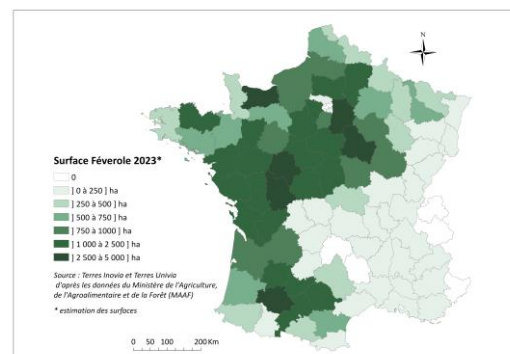 N
Surface Féverole 2023*
0
] 0 à 250 ] ha
] 250 à 500 ] ha
] 500 à 750 ] ha
] 750 à 1000 ] ha
] 1 000 à 2 500 ] ha
] 2 500 à 5 000 ] ha
Source : Terres Inovia et Terres Univia
d'après les données du Ministère de l'Agriculture,
de l'Agroalimentaire et de la Forêt (MAAF)
* estimation des surfaces
0 50 100 200 Km